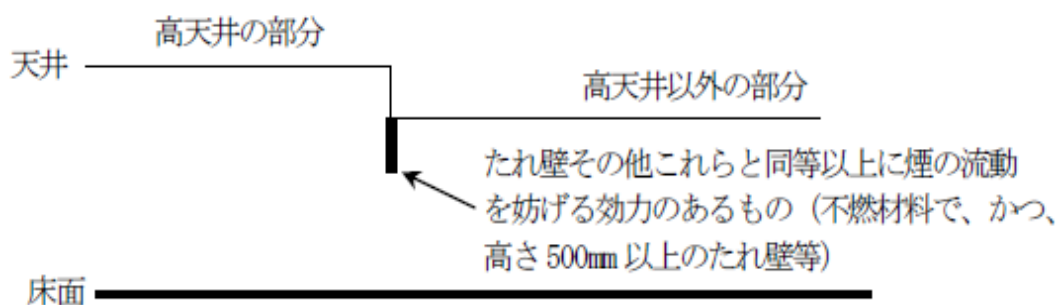 高天井の部分
天井
高天井以外の部分
たれ壁その他これらと同等以上に煙の流動
を妨げる効力のあるもの（不燃材料で、かつ、
高さ500㎜以上のたれ壁等）
床面